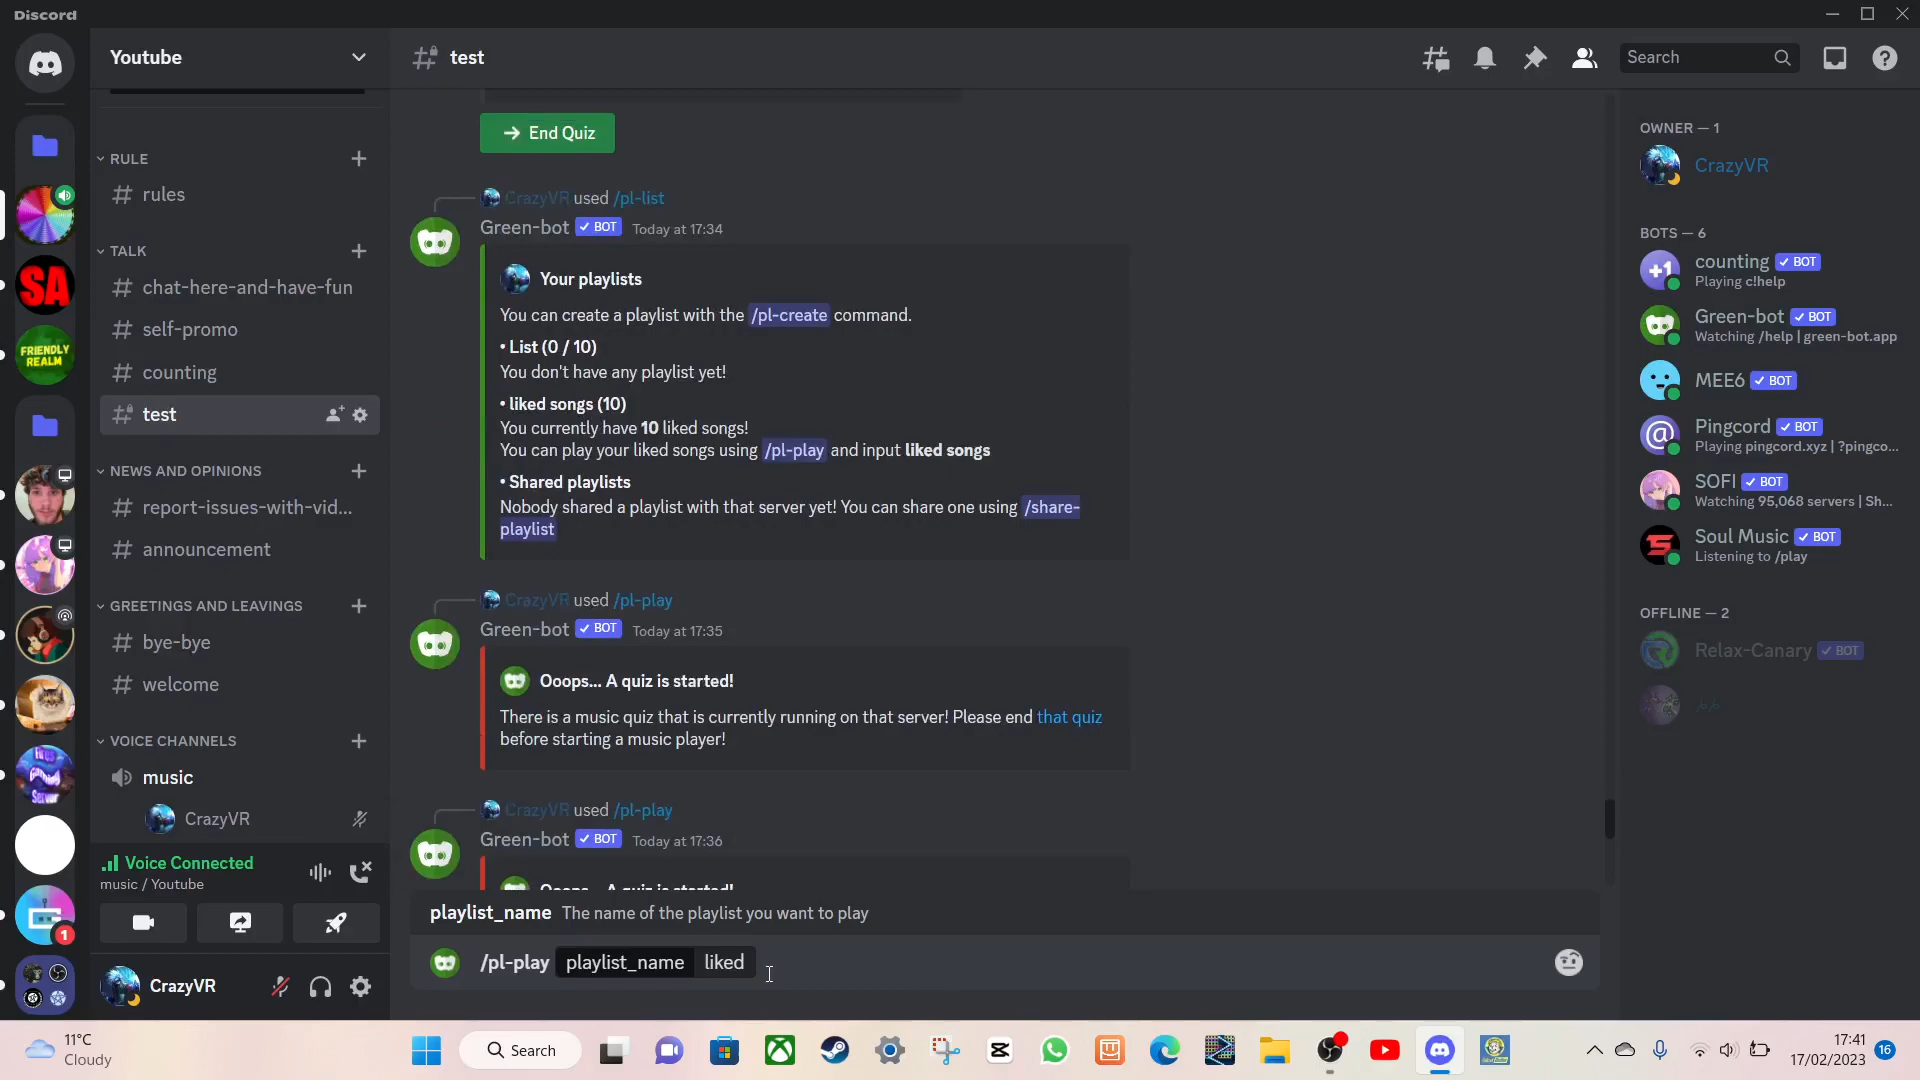 Discord
Youtube
test
Search
RULE
rules
TALK
chat-here-and-have-fun
self-promo
counting
test
NEWS AND OPINIONS
report-issues-with-vid...
announcement
GREETINGS AND LEAVINGS
bye-bye
welcome
VOICE CHANNELS
music
CrazyVR
Voice Connected
music / Youtube
CrazyVR
SA
FRIENDLY
REALM
1
→ End Quiz
CrazyVR used /pl-list
Green-bot ✓ BOT Today at 17:34
Your playlists
You can create a playlist with the /pl-create command.
• List (0 / 10)
You don't have any playlist yet!
• liked songs (10)
You currently have 10 liked songs!
You can play your liked songs using /pl-play and input liked songs
• Shared playlists
Nobody shared a playlist with that server yet! You can share one using /share-
playlist
CrazyVR used /pl-play
Green-bot ✓ BOT Today at 17:35
Ooops... A quiz is started!
There is a music quiz that is currently running on that server! Please end that quiz
before starting a music player!
CrazyVR used /pl-play
Green-bot ✓ BOT Today at 17:36
Ooops... A quiz is started!
playlist_name The name of the playlist you want to play
/pl-play playlist_name liked
OWNER — 1
CrazyVR
BOTS — 6
+1
counting ✓ BOT
Playing c!help
Green-bot ✓ BOT
Watching /help | green-bot.app
MEE6 ✓ BOT
@
Pingcord ✓ BOT
Playing pingcord.xyz | ?pingco...
SOFI ✓ BOT
Watching 95,068 servers | Sh...
Soul Music ✓ BOT
Listening to /play
OFFLINE — 2
Relax-Canary ✓ BOT
11°C
Cloudy
Search
17:41
17/02/2023
16